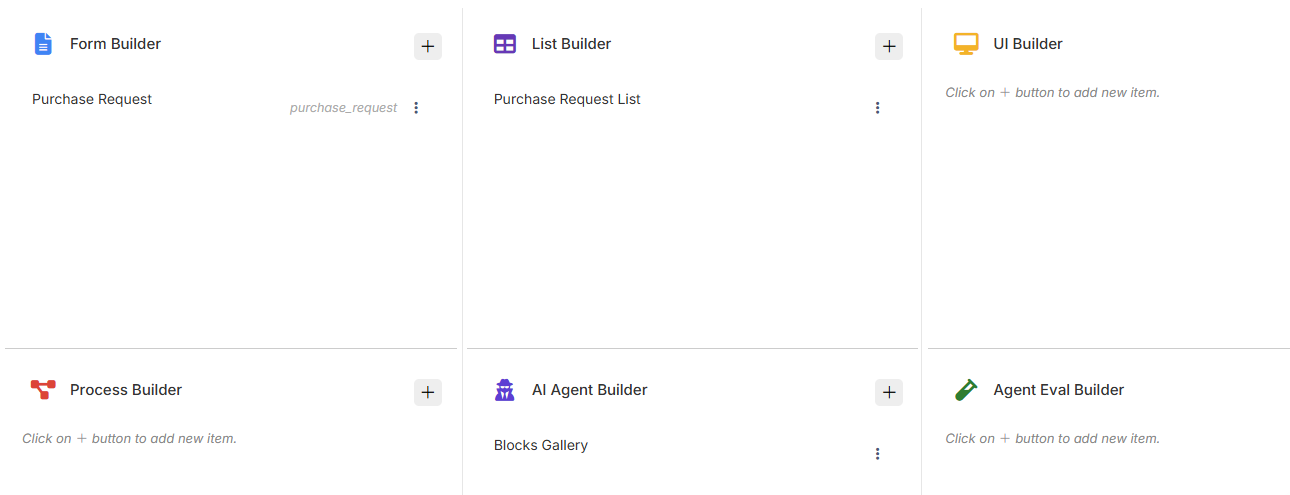 Form Builder
Purchase Request
purchase_request
List Builder
Purchase Request List
UI Builder
Click on + button to add new item.
Process Builder
Click on + button to add new item.
AI Agent Builder
Blocks Gallery
Agent Eval Builder
Click on + button to add new item.